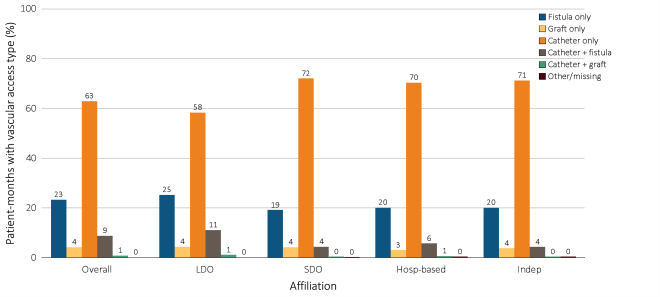 Patient-months with vascular access type (%)
100
80
60
40
20
0
Fistula only
Graft only
Catheter only
Catheter + fistula
Catheter + graft
Other/missing
23 4 63 9 1 0
25 4 58 11 1 0
19 4 72 4 0 0
20 3 70 6 1 0
20 4 71 4 0 0
Overall LDO SDO Hosp-based Indep
Affiliation